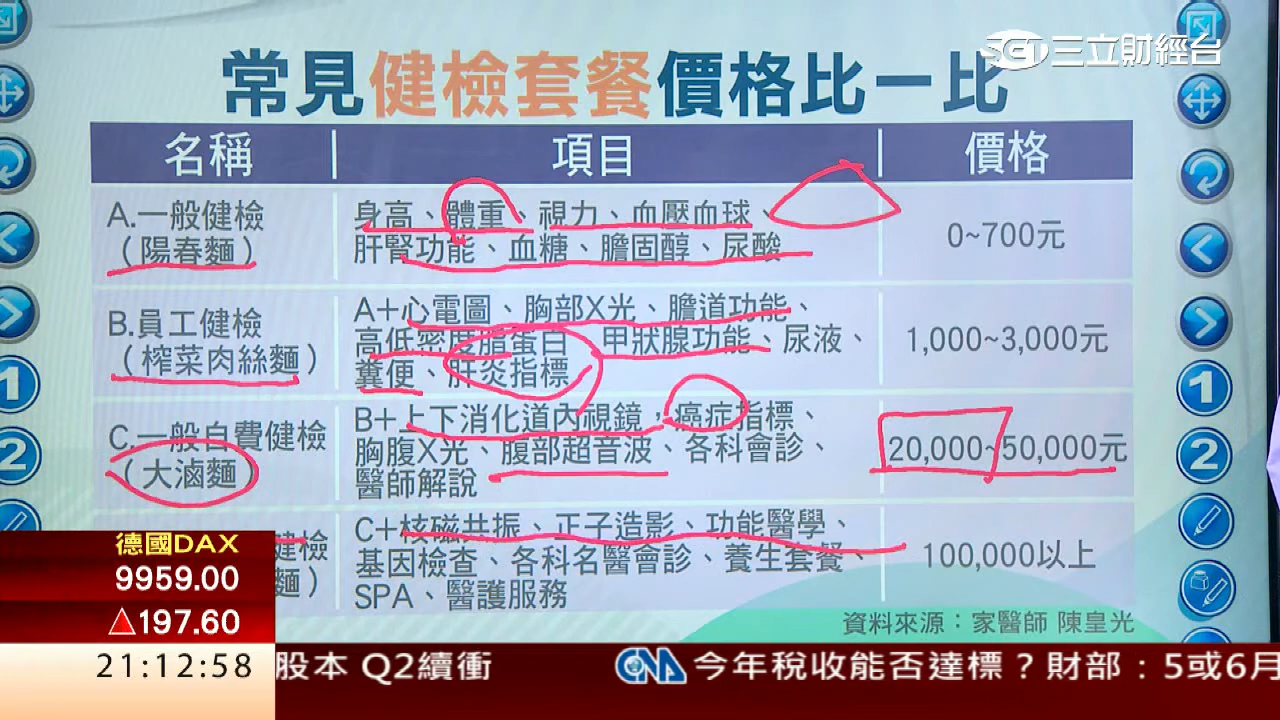 SGT 三立財經台
常見健檢套餐價格比一比
名稱 項目 價格
A.一般健檢
（陽春麵）
身高、體重、視力、血壓血球、
肝腎功能、血糖、膽固醇、尿酸
0~700元
B.員工健檢
（榨菜肉絲麵）
A+心電圖、胸部X光、膽道功能、
高低密度脂蛋白、甲狀腺功能、尿液、
糞便、肝炎指標
1,000~3,000元
C.一般自費健檢
（大滷麵）
B+上下消化道內視鏡，癌症指標、
胸腹X光、腹部超音波、各科會診、
醫師解說
20,000~50,000元
健檢
麵）
C+核磁共振、正子造影、功能醫學、
基因檢查、各科名醫會診、養生套餐、
SPA、醫護服務
100,000以上
資料來源：家醫師 陳皇光
1
2
1
2
德國DAX
9959.00
△197.60
21:12:58
股本 Q2續衝 CNA 今年稅收能否達標？財部：5或6月